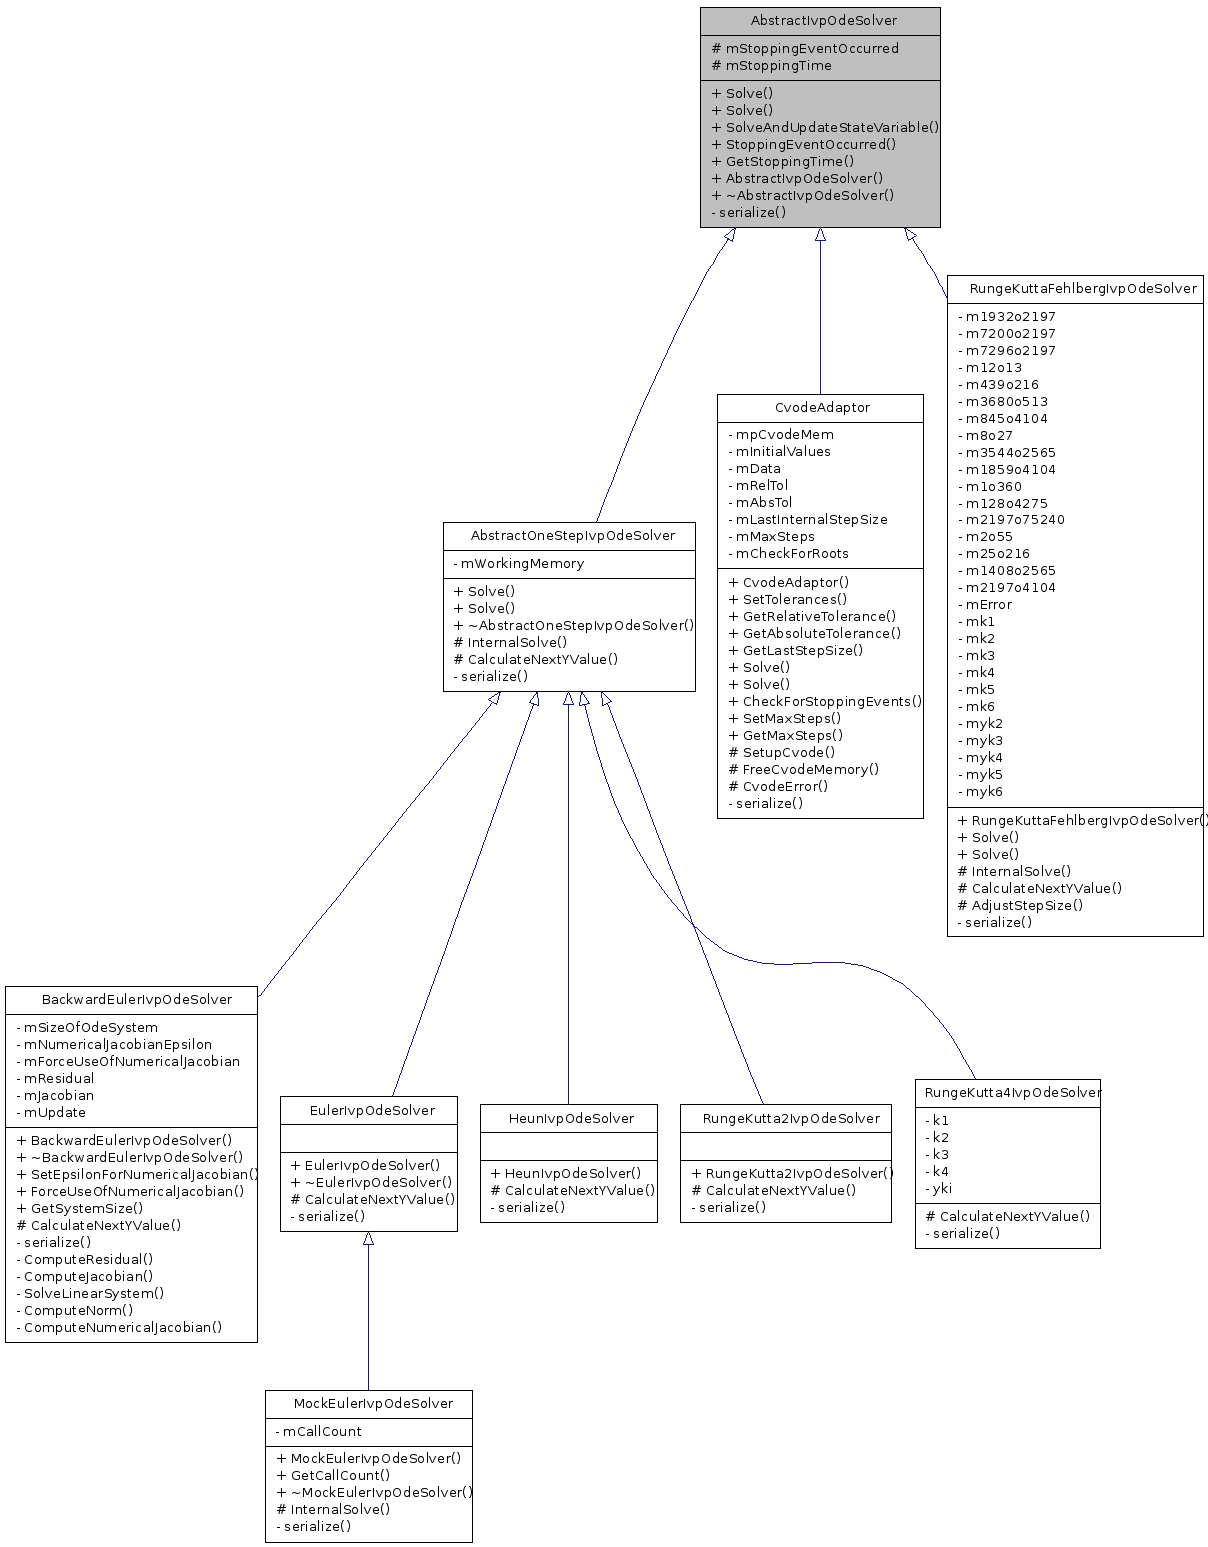 AbstractIvpOdeSolver
# mStoppingEventOccurred
# mStoppingTime
+ Solve()
+ Solve()
+ SolveAndUpdateStateVariable()
+ StoppingEventOccurred()
+ GetStoppingTime()
+ AbstractIvpOdeSolver()
+ ~AbstractIvpOdeSolver()
- serialize()
RungeKuttaFehlbergIvpOdeSolver
- m1932o2197
- m7200o2197
- m7296o2197
- m12o13
- m439o216
- m3680o513
- m845o4104
- m8o27
- m3544o2565
- m1859o4104
- m1o360
- m128o4275
- m2197o75240
- m2o55
- m25o216
- m1408o2565
- m2197o4104
- mError
- mk1
- mk2
- mk3
- mk4
- mk5
- mk6
- myk2
- myk3
- myk4
- myk5
- myk6
+ RungeKuttaFehlbergIvpOdeSolver()
+ Solve()
+ Solve()
# InternalSolve()
# CalculateNextYValue()
# AdjustStepSize()
- serialize()
CvodeAdaptor
- mpCvodeMem
- mInitialValues
- mData
- mRelTol
- mAbsTol
- mLastInternalStepSize
- mMaxSteps
- mCheckForRoots
+ CvodeAdaptor()
+ SetTolerances()
+ GetRelativeTolerance()
+ GetAbsoluteTolerance()
+ GetLastStepSize()
+ Solve()
+ Solve()
+ CheckForStoppingEvents()
+ SetMaxSteps()
+ GetMaxSteps()
# SetupCvode()
# FreeCvodeMemory()
# CvodeError()
- serialize()
AbstractOneStepIvpOdeSolver
- mWorkingMemory
+ Solve()
+ Solve()
+ ~AbstractOneStepIvpOdeSolver()
# InternalSolve()
# CalculateNextYValue()
- serialize()
BackwardEulerIvpOdeSolver
- mSizeOfOdeSystem
- mNumericalJacobianEpsilon
- mForceUseOfNumericalJacobian
- mResidual
- mJacobian
- mUpdate
+ BackwardEulerIvpOdeSolver()
+ ~BackwardEulerIvpOdeSolver()
+ SetEpsilonForNumericalJacobian()
+ ForceUseOfNumericalJacobian()
+ GetSystemSize()
# CalculateNextYValue()
- serialize()
- ComputeResidual()
- ComputeJacobian()
- SolveLinearSystem()
- ComputeNorm()
- ComputeNumericalJacobian()
EulerIvpOdeSolver
+ EulerIvpOdeSolver()
+ ~EulerIvpOdeSolver()
# CalculateNextYValue()
- serialize()
HeunIvpOdeSolver
+ HeunIvpOdeSolver()
# CalculateNextYValue()
- serialize()
RungeKutta2IvpOdeSolver
+ RungeKutta2IvpOdeSolver()
# CalculateNextYValue()
- serialize()
RungeKutta4IvpOdeSolver
- k1
- k2
- k3
- k4
- yki
# CalculateNextYValue()
- serialize()
MockEulerIvpOdeSolver
- mCallCount
+ MockEulerIvpOdeSolver()
+ GetCallCount()
+ ~MockEulerIvpOdeSolver()
# InternalSolve()
- serialize()